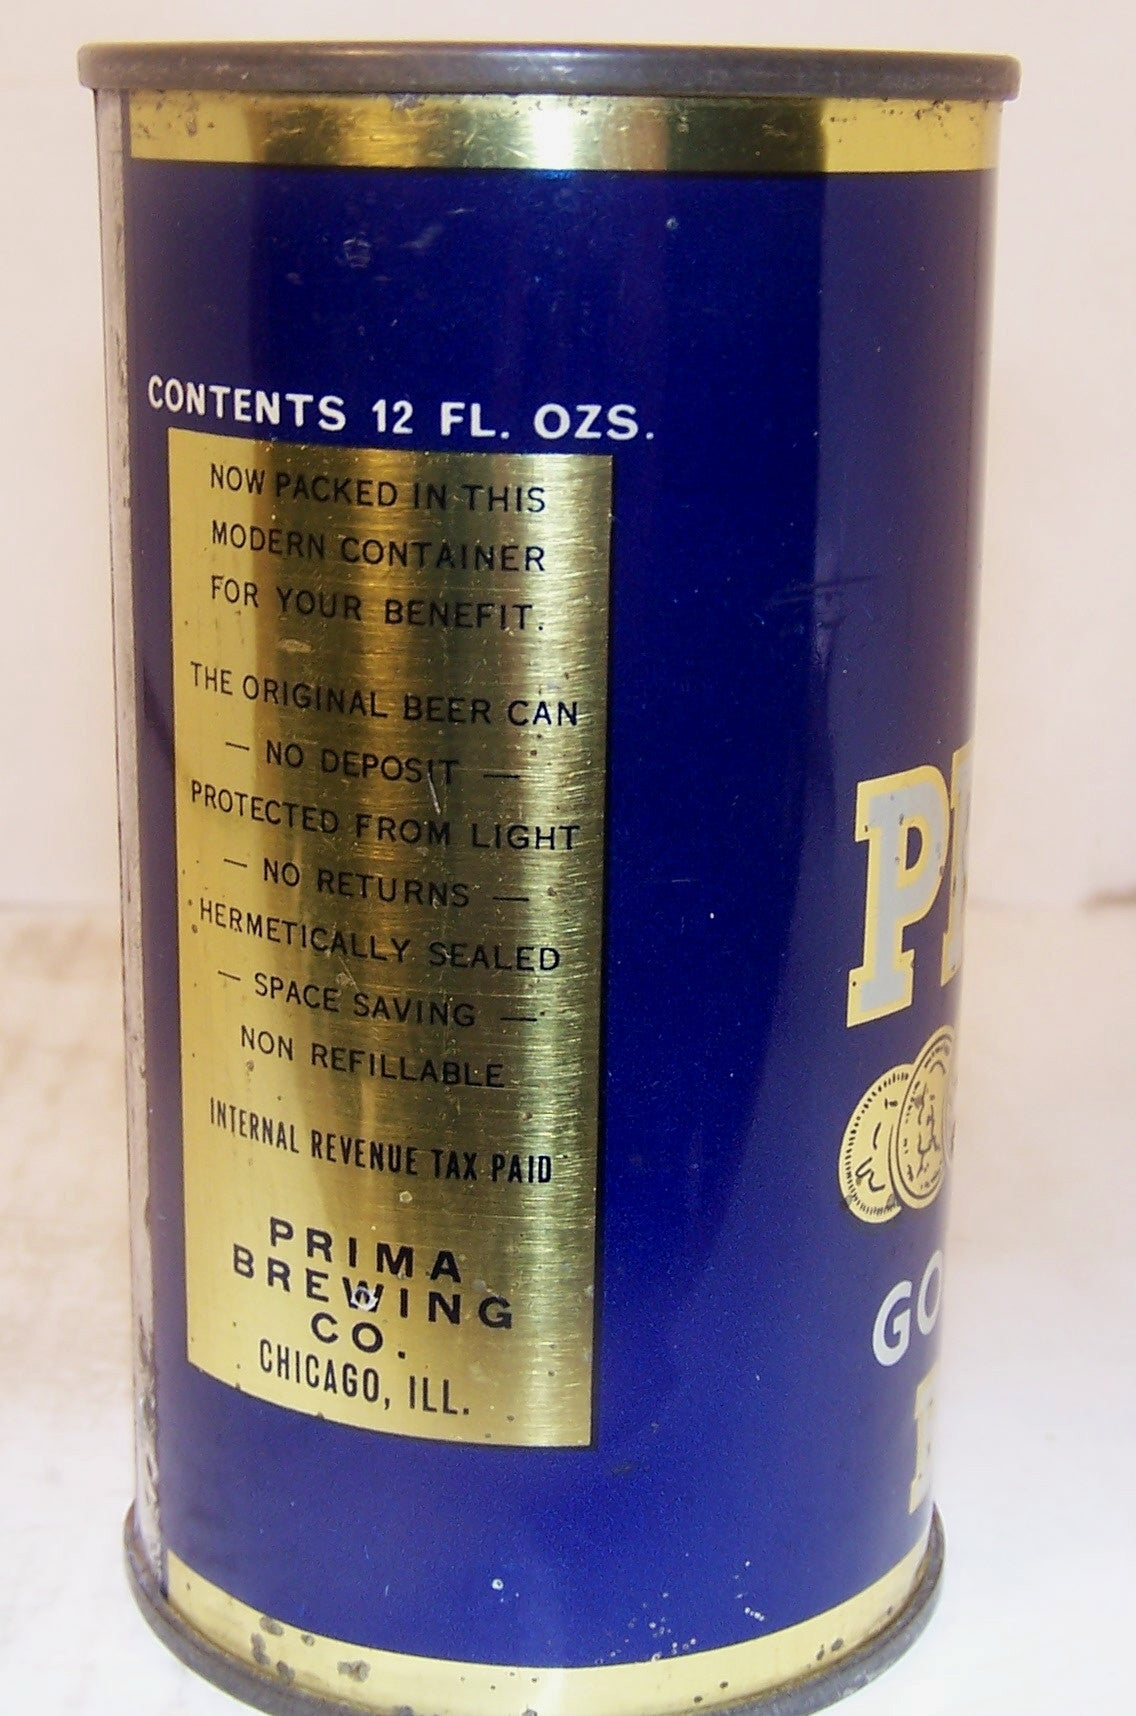 CONTENTS 12 FL. OZS.
NOW PACKED IN THIS
MODERN CONTAINER
FOR YOUR BENEFIT.
THE ORIGINAL BEER CAN
— NO DEPOSIT —
PROTECTED FROM LIGHT
— NO RETURNS —
HERMETICALLY SEALED
— SPACE SAVING —
NON REFILLABLE
INTERNAL REVENUE TAX PAID
PRIMA
BREWING
CO.
CHICAGO, ILL.
GO